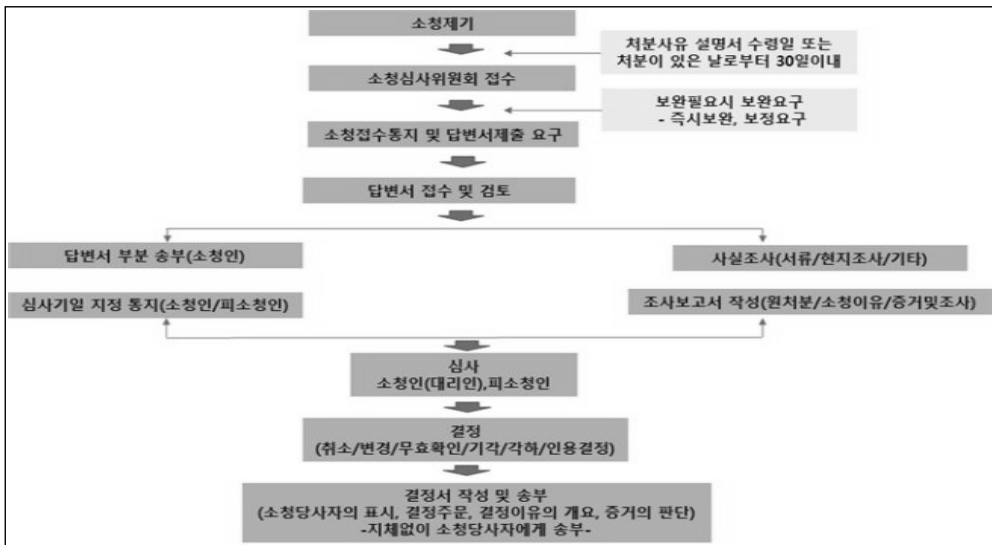 소청제기
처분사유 설명서 수령일 또는
처분이 있은 날로부터 30일이내
소청심사위원회 접수
보완필요시 보완요구
- 즉시보완, 보정요구
소청접수통지 및 답변서제출 요구
답변서 접수 및 검토
답변서 부분 송부(소청인)
사실조사(서류/현지조사/기타)
심사기일 지정 통지(소청인/피소청인)
조사보고서 작성(원처분/소청이유/증거및조사)
심사
소청인(대리인),피소청인
결정
(취소/변경/무효확인/기각/각하/인용결정)
결정서 작성 및 송부
(소청당사자의 표시, 결정주문, 결정이유의 개요, 증거의 판단)
-지체없이 소청당사자에게 송부-